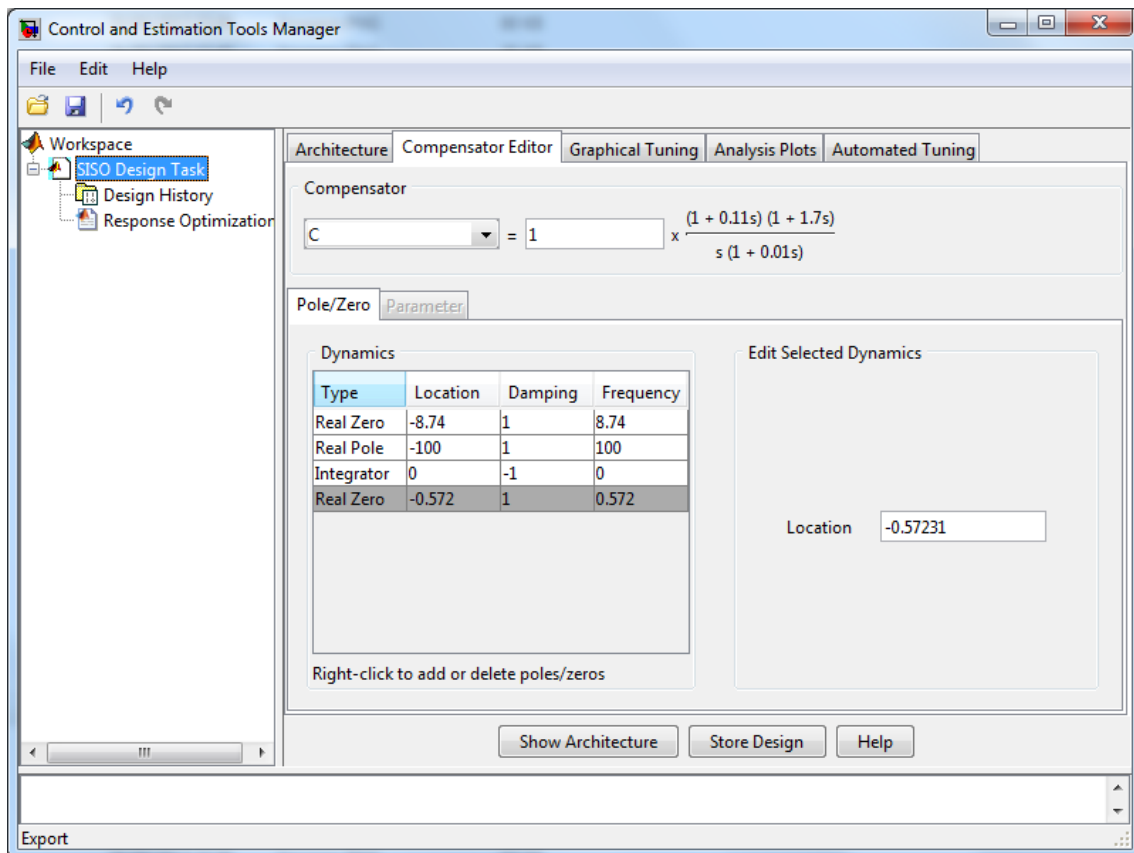 Control and Estimation Tools Manager
File Edit Help
Workspace
SISO Design Task
Design History
Response Optimization
Architecture Compensator Editor Graphical Tuning Analysis Plots Automated Tuning
Compensator
C = 1 x (1 + 0.11s) (1 + 1.7s)
s (1 + 0.01s)
Pole/Zero Parameter
Dynamics
Type Location Damping Frequency
Real Zero -8.74 1 8.74
Real Pole -100 1 100
Integrator 0 -1 0
Real Zero -0.572 1 0.572
Right-click to add or delete poles/zeros
Edit Selected Dynamics
Location -0.57231
Show Architecture Store Design Help
Export